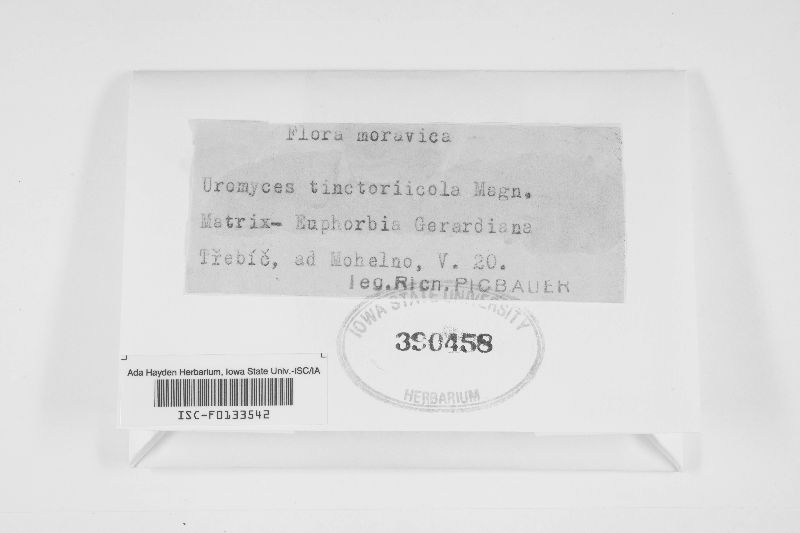 Flora moravica
Uromyces tinctoriicola Magn.
Matrix- Euphorbia Gerardiana
Třebíč, ad Mohelno, V. 20.
leg. Rich. PICBAUER
IOWA STATE UNIVERSITY
390458
HERBARIUM
Ada Hayden Herbarium, Iowa State Univ.-ISC/IA
ISC-F0133542